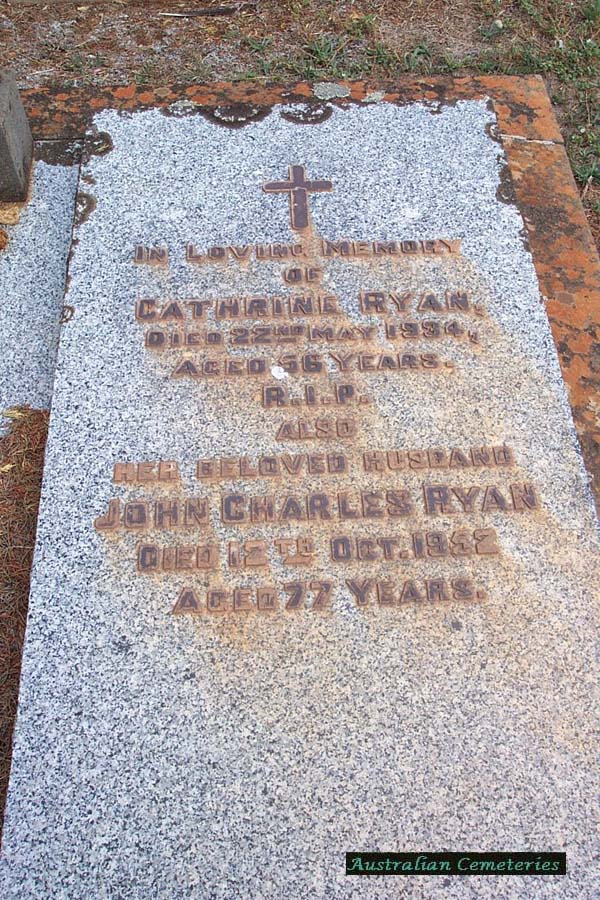 IN LOVING MEMORY
OF
CATHRINE RYAN,
DIED 22ND MAY 1934,
AGED 56 YEARS.
R.I.P.
ALSO
HER BELOVED HUSBAND
JOHN CHARLES RYAN
DIED 12TH OCT. 1952
AGED 77 YEARS.
Australian Cemeteries